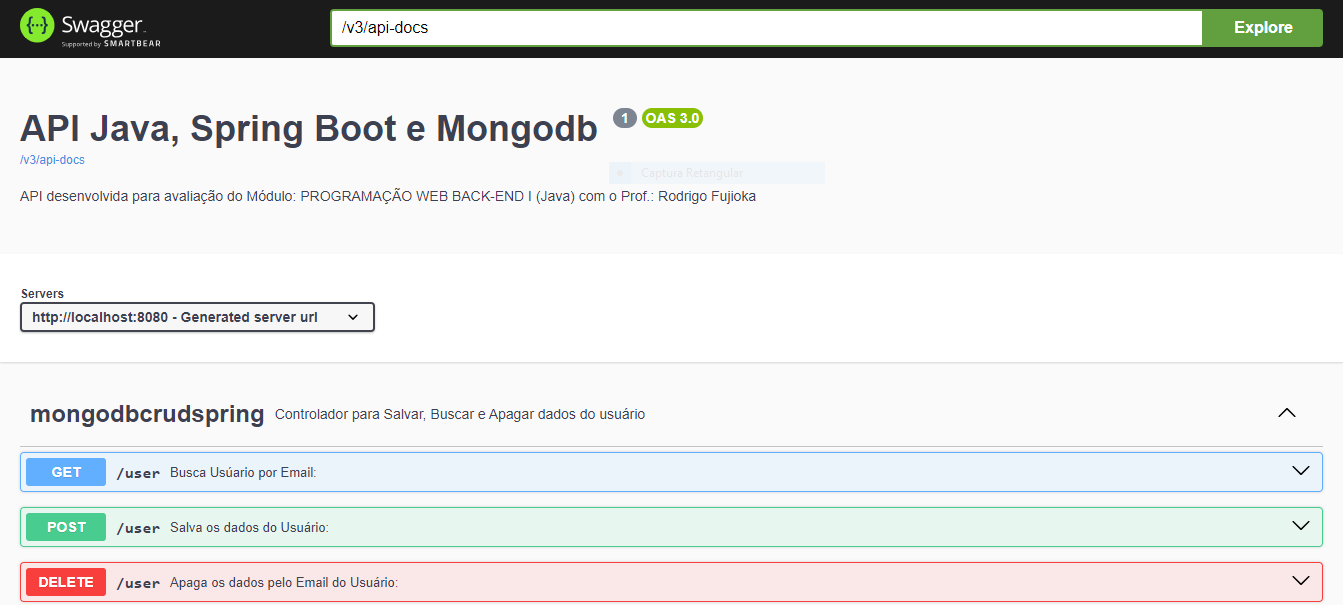 Swagger
Supported by SMARTBEAR
/v3/api-docs
Explore
API Java, Spring Boot e Mongodb 1 OAS 3.0
/v3/api-docs
Captura Retangular
API desenvolvida para avaliação do Módulo: PROGRAMAÇÃO WEB BACK-END I (Java) com o Prof.: Rodrigo Fujioka
Servers
http://localhost:8080 - Generated server url
mongodbcrudspring Controlador para Salvar, Buscar e Apagar dados do usuário
GET /user Busca Usúario por Email:
POST /user Salva os dados do Usuário:
DELETE /user Apaga os dados pelo Email do Usuário: